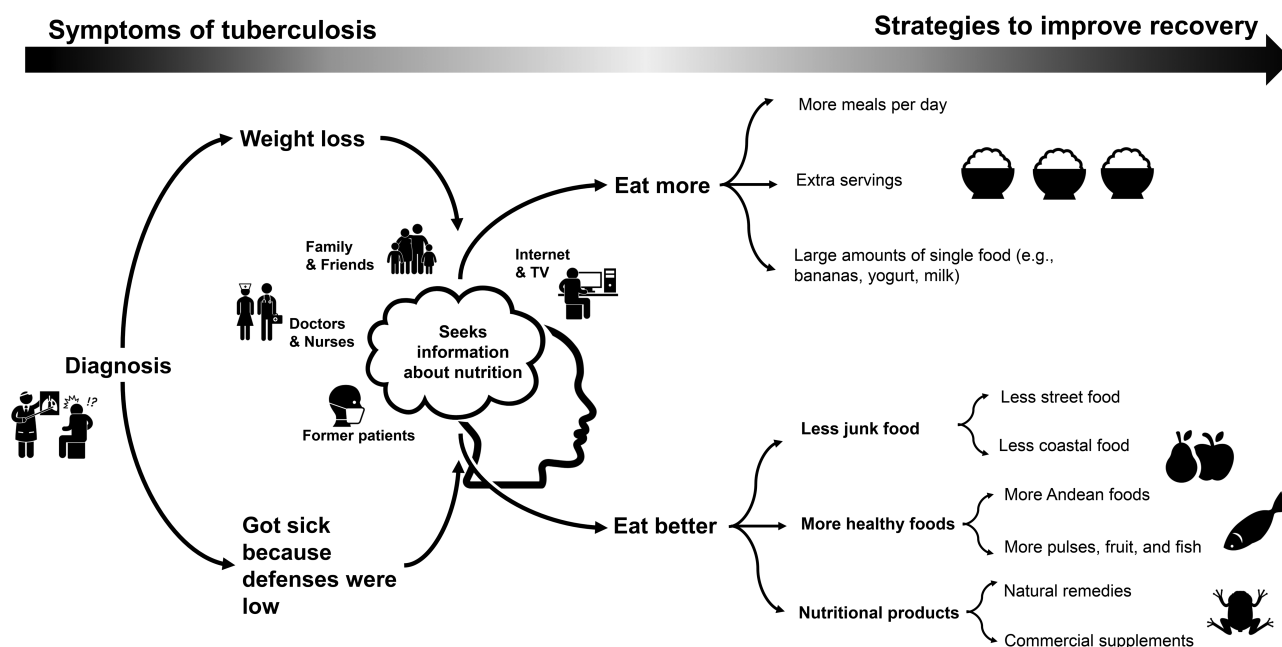 Symptoms of tuberculosis
Strategies to improve recovery
Weight loss
Family
& Friends
Internet
& TV
Doctors
& Nurses
Seeks
information
about nutrition
Diagnosis
!?
Former patients
Got sick
because
defenses were
low
Eat more
More meals per day
Extra servings
Large amounts of single food (e.g.,
bananas, yogurt, milk)
Eat better
Less junk food
Less street food
Less coastal food
More healthy foods
More Andean foods
More pulses, fruit, and fish
Nutritional products
Natural remedies
Commercial supplements